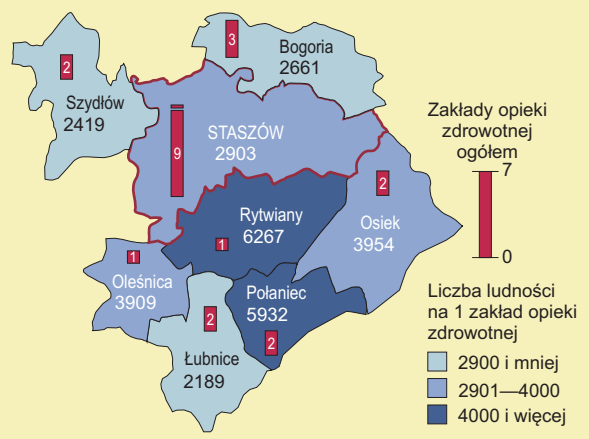 3
Bogoria
2661
2
Szydłów
2419
STASZÓW
2903
9
2
Osiek
3954
Rytwiany
6267
1
1
Oleśnica
3909
Połaniec
5932
2
2
Łubnice
2189
Zakłady opieki
zdrowotnej
ogółem
7
0
Liczba ludności
na 1 zakład opieki
zdrowotnej
2900 i mniej
2901—4000
4000 i więcej